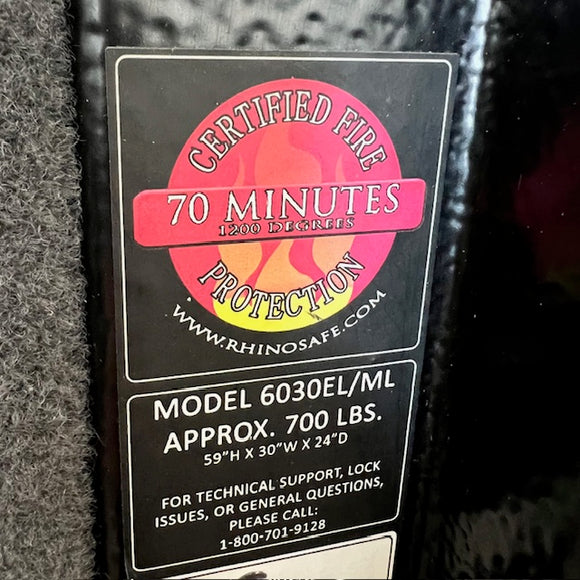 CERTIFIED FIRE
70 MINUTES
1200 DEGREES
PROTECTION
WWW.RHINOSAFE.COM
MODEL 6030EL/ML
APPROX. 700 LBS.
59"H X 30"W X 24"D
FOR TECHNICAL SUPPORT, LOCK
ISSUES, OR GENERAL QUESTIONS,
PLEASE CALL:
1-800-701-9128